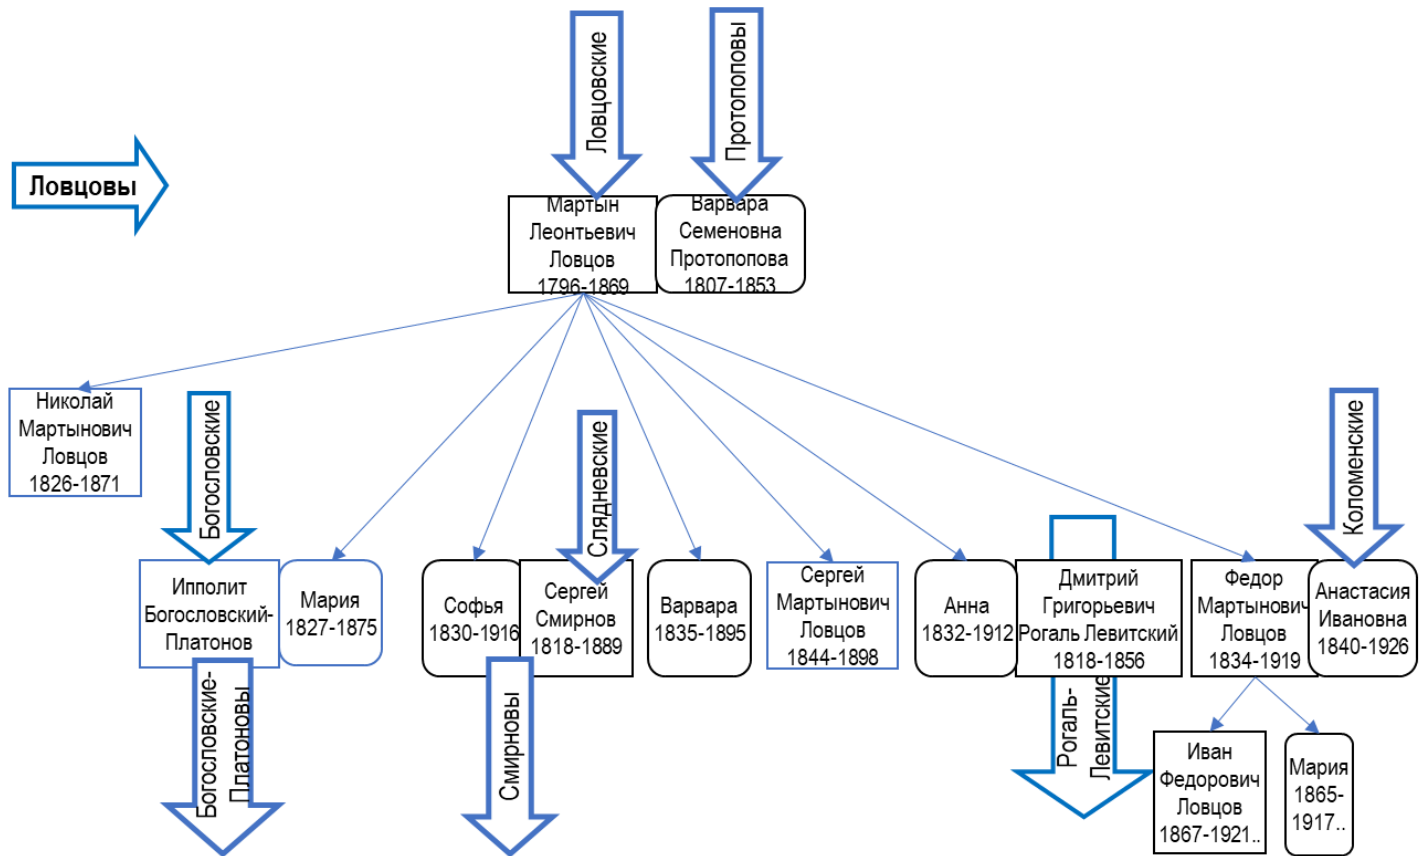 Ловцовские
Протопоповы
Ловцовы
Мартын
Леонтьевич
Ловцов
1796-1869
Варвара
Семеновна
Протопопова
1807-1853
Николай
Мартынович
Ловцов
1826-1871
Богословские
Слядневские
Коломенские
Ипполит
Богословский-
Платонов
Мария
1827-1875
Софья
1830-1916
Сергей
Смирнов
1818-1889
Варвара
1835-1895
Сергей
Мартынович
Ловцов
1844-1898
Анна
1832-1912
Дмитрий
Григорьевич
Рогаль Левитский
1818-1856
Федор
Мартынович
Ловцов
1834-1919
Анастасия
Ивановна
1840-1926
Богословские-
Платоновы
Смирновы
Рогаль-
Левитские
Иван
Федорович
Ловцов
1867-1921..
Мария
1865-
1917..